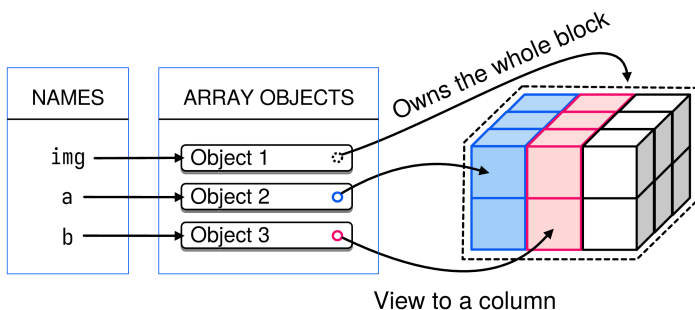 Owns the whole block
NAMES
ARRAY OBJECTS
img
Object 1
a
Object 2
b
Object 3
View to a column